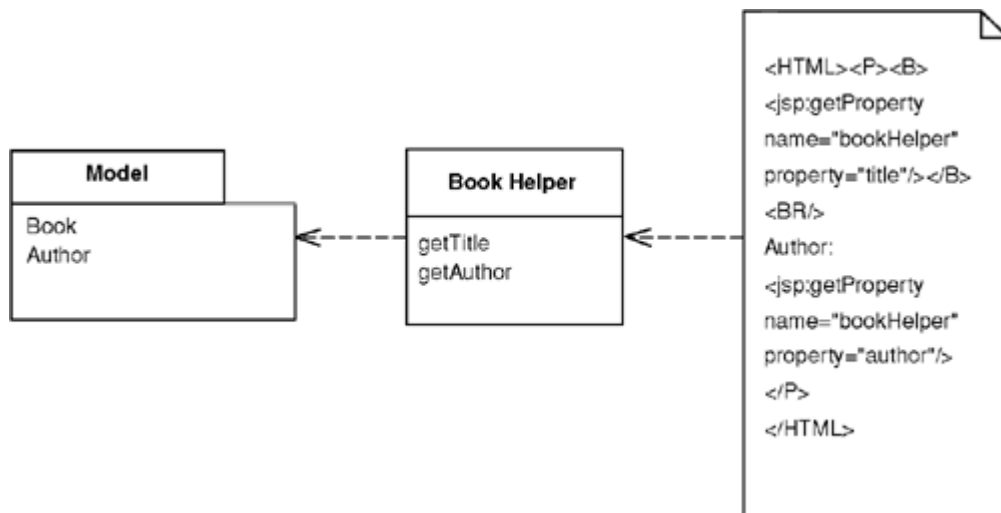 Model
Book
Author
Book Helper
getTitle
getAuthor
<HTML><P><B>
<jsp:getProperty
name="bookHelper"
property="title"/></B>
<BR/>
Author:
<jsp:getProperty
name="bookHelper"
property="author"/>
</P>
</HTML>